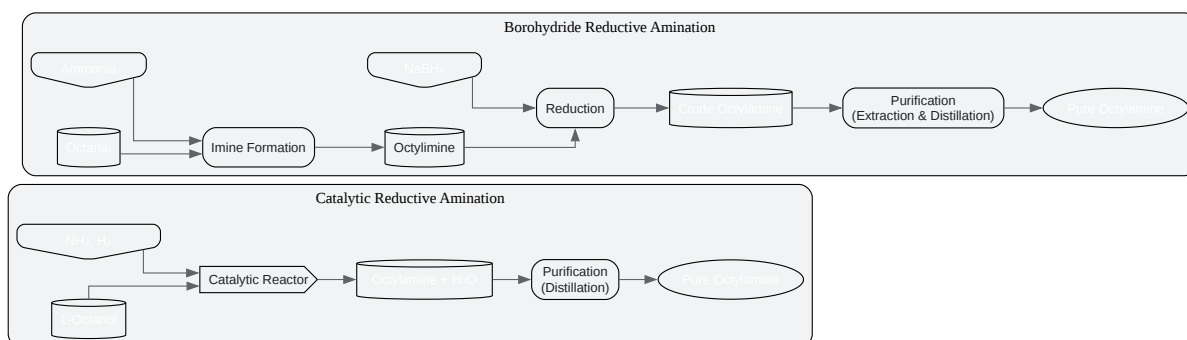 Borohydride Reductive Amination
Ammonia
NaBH₄
Reduction
Crude Octylamine
Purification
(Extraction & Distillation)
Pure Octylamine
Octanal
Imine Formation
Octylimine
Catalytic Reductive Amination
NH₃, H₂
Catalytic Reactor
Octylamine + H₂O
Purification
(Distillation)
Pure Octylamine
1-Octanol